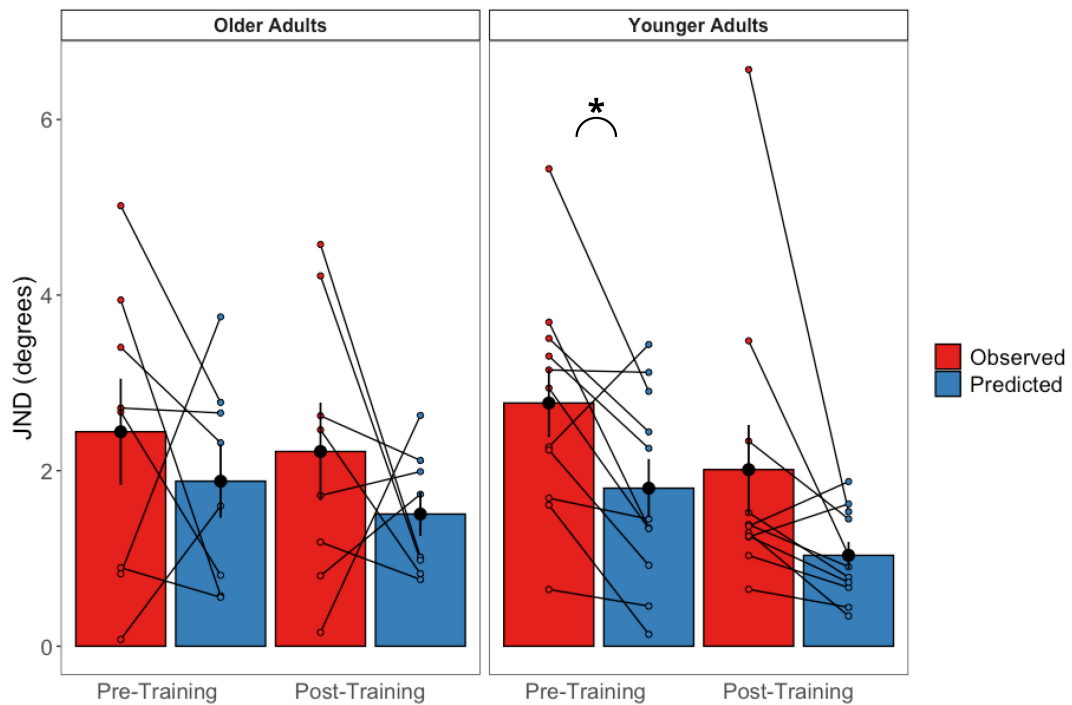 Older Adults
Younger Adults
*
6
4
2
0
JND (degrees)
Observed
Predicted
Pre-Training
Post-Training
Pre-Training
Post-Training